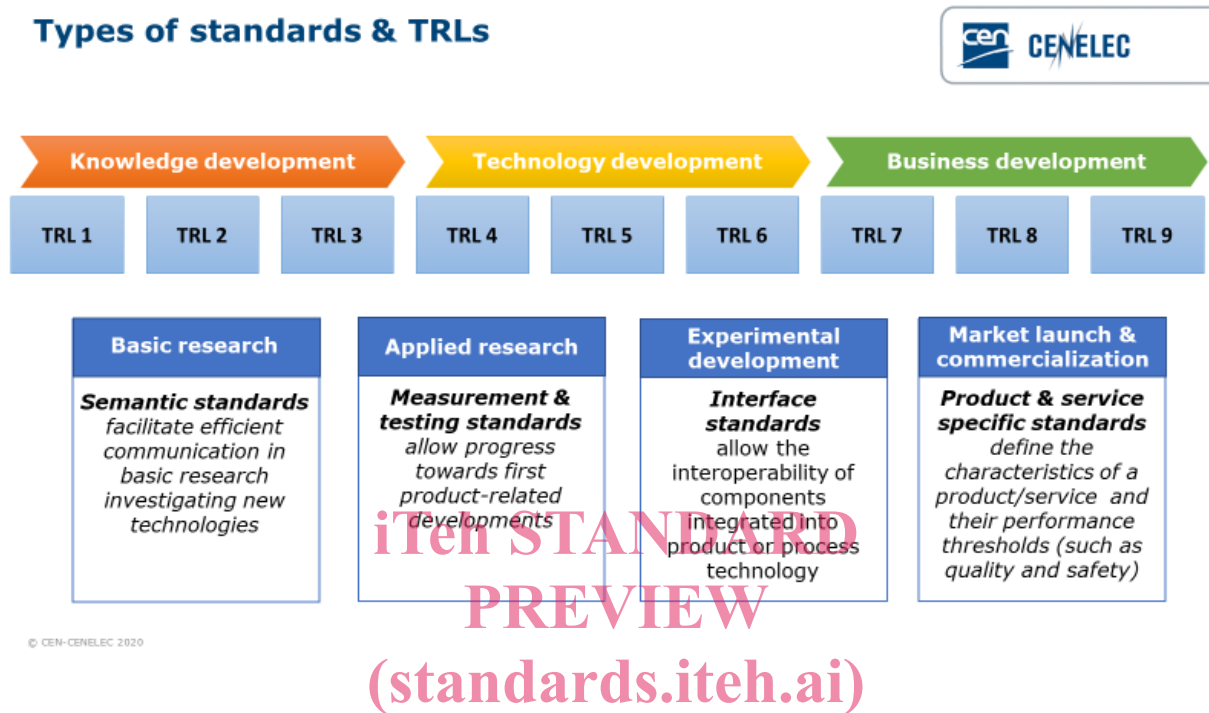 Types of standards & TRLs
cen CENELEC
Knowledge development
Technology development
Business development
TRL 1
TRL 2
TRL 3
TRL 4
TRL 5
TRL 6
TRL 7
TRL 8
TRL 9
Basic research
Semantic standards
facilitate efficient
communication in
basic research
investigating new
technologies
Applied research
Measurement &
testing standards
allow progress
towards first
product-related
developments
Experimental
development
Interface
standards
allow the
interoperability of
components
integrated into
product or process
technology
Market launch &
commercialization
Product & service
specific standards
define the
characteristics of a
product/service and
their performance
thresholds (such as
quality and safety)
iTeh STANDARD
PREVIEW
(standards.iteh.ai)
© CEN-CENELEC 2020